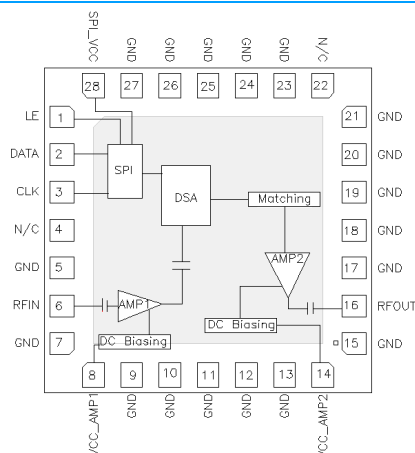 SPI_VCC
GND
GND
GND
GND
GND
N/C
28
27
26
25
24
23
22
LE
1
21
GND
DATA
2
SPI
20
GND
CLK
3
DSA
Matching
19
GND
N/C
4
18
GND
GND
5
AMP2
17
GND
RFIN
6
AMP1
16
RFOUT
DC Biasing
GND
7
DC Biasing
15
GND
8
9
10
11
12
13
14
VCC_AMP1
GND
GND
GND
GND
GND
VCC_AMP2